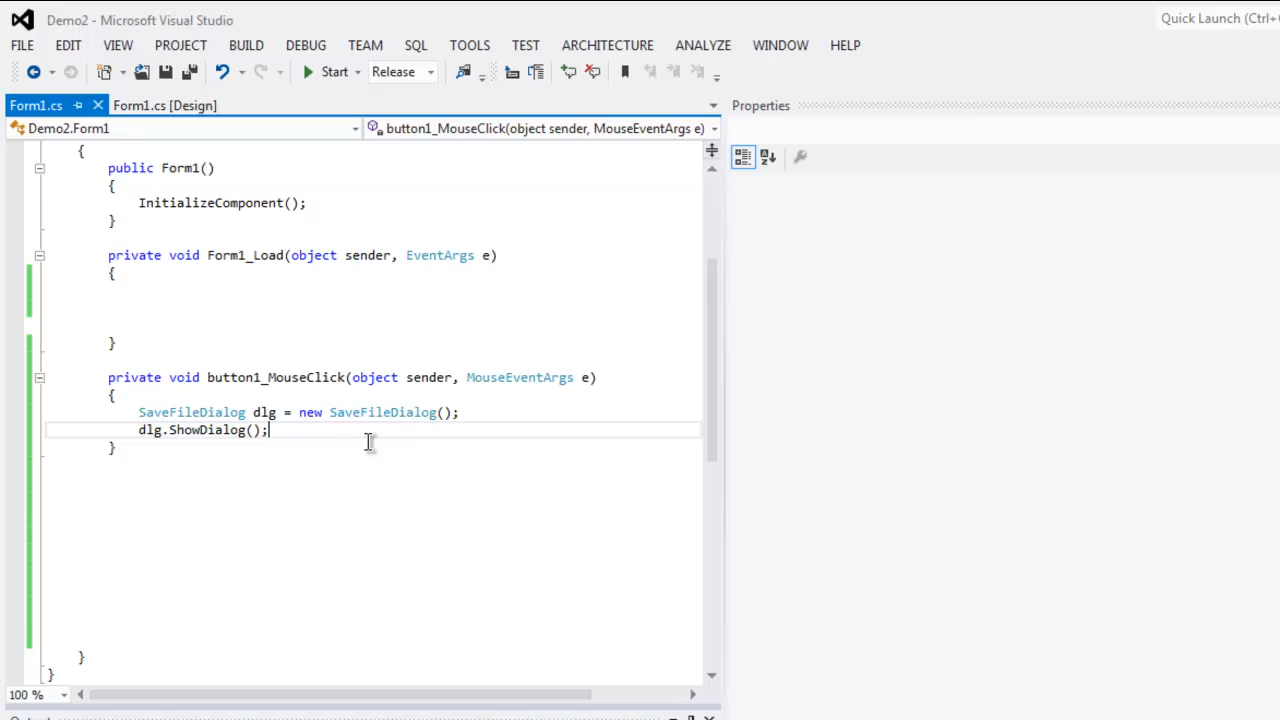 Demo2 - Microsoft Visual Studio
Quick Launch (Ctrl+
FILE EDIT VIEW PROJECT BUILD DEBUG TEAM SQL TOOLS TEST ARCHITECTURE ANALYZE WINDOW HELP
Start Release
Form1.cs Form1.cs [Design] Properties
Demo2.Form1 button1_MouseClick(object sender, MouseEventArgs e)
{
public Form1()
{
InitializeComponent();
}
private void Form1_Load(object sender, EventArgs e)
{
}
private void button1_MouseClick(object sender, MouseEventArgs e)
{
SaveFileDialog dlg = new SaveFileDialog();
dlg.ShowDialog();
}
}
}
100 %